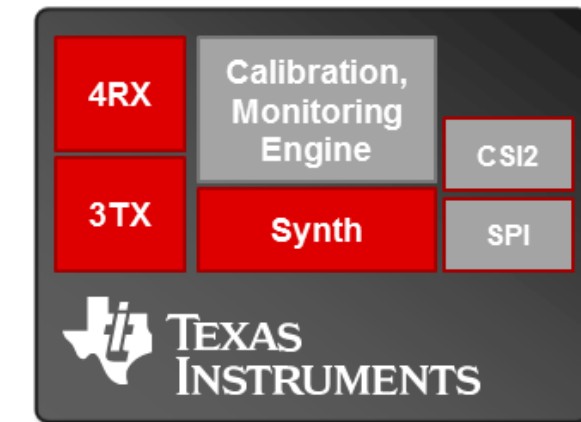 4RX
Calibration,
Monitoring
Engine
CSI2
3TX
Synth
SPI
TEXAS
INSTRUMENTS